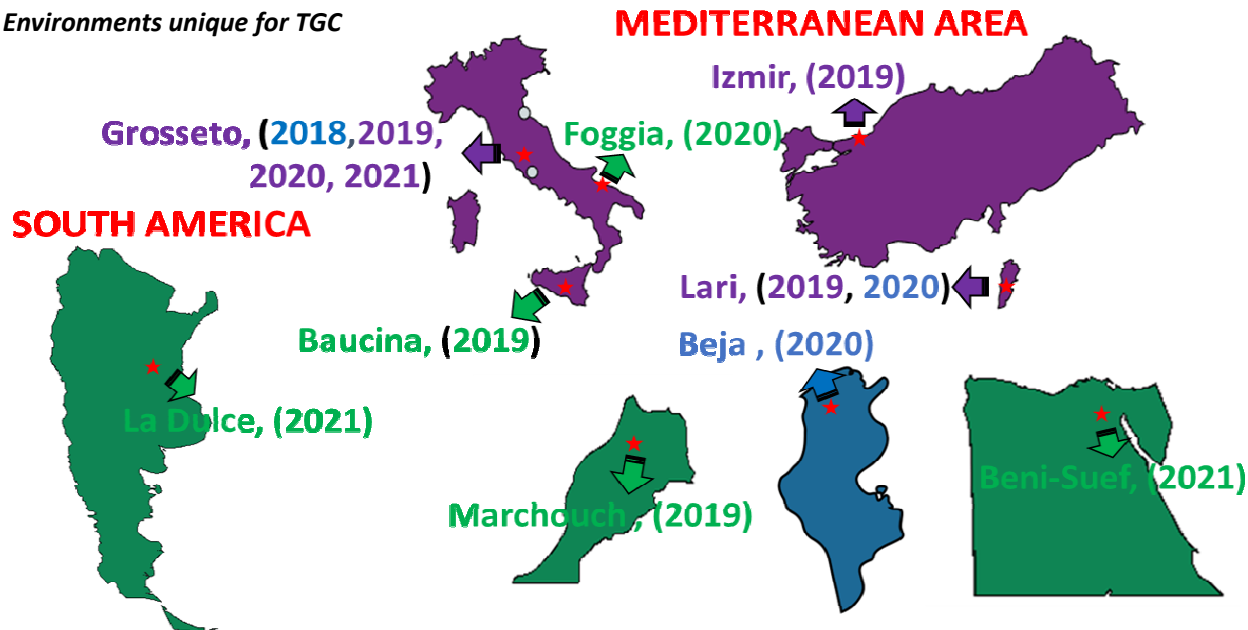 Environments unique for TGC
MEDITERRANEAN AREA
Izmir, (2019)
Grosseto, (2018,2019,
2020, 2021)
Foggia, (2020)
SOUTH AMERICA
Lari, (2019, 2020)
Baucina, (2019)
Beja , (2020)
La Dulce, (2021)
Beni-Suef, (2021)
Marchouch , (2019)